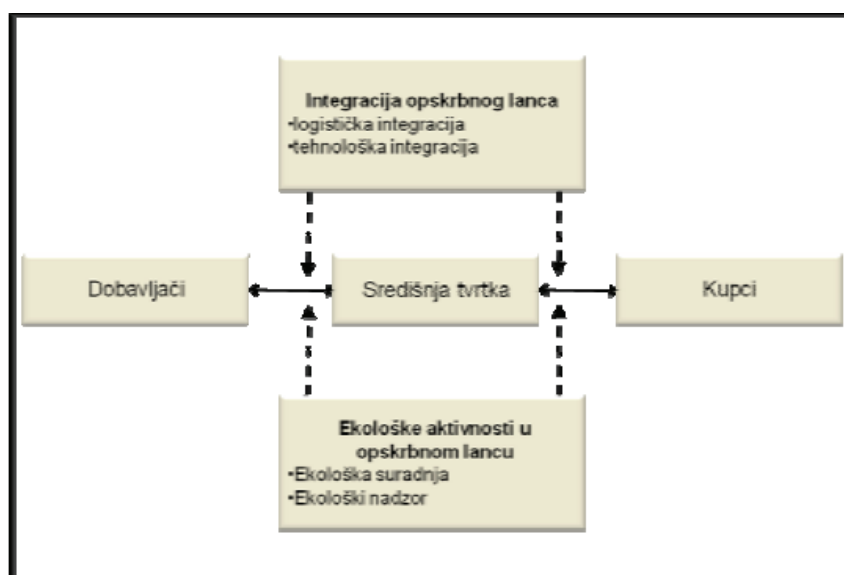 Integracija opskrbnog lanca
•logistička integracija
•tehnološka integracija
Dobavljači
Središnja tvrtka
Kupci
Ekološke aktivnosti u
opskrbnom lancu
•Ekološka suradnja
•Ekološki nadzor